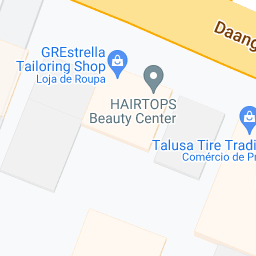 Daang
GREstrella
Tailoring Shop
Loja de Roupa
HAIRTOPS
Beauty Center
Talusa Tire Tradi
Comércio de P